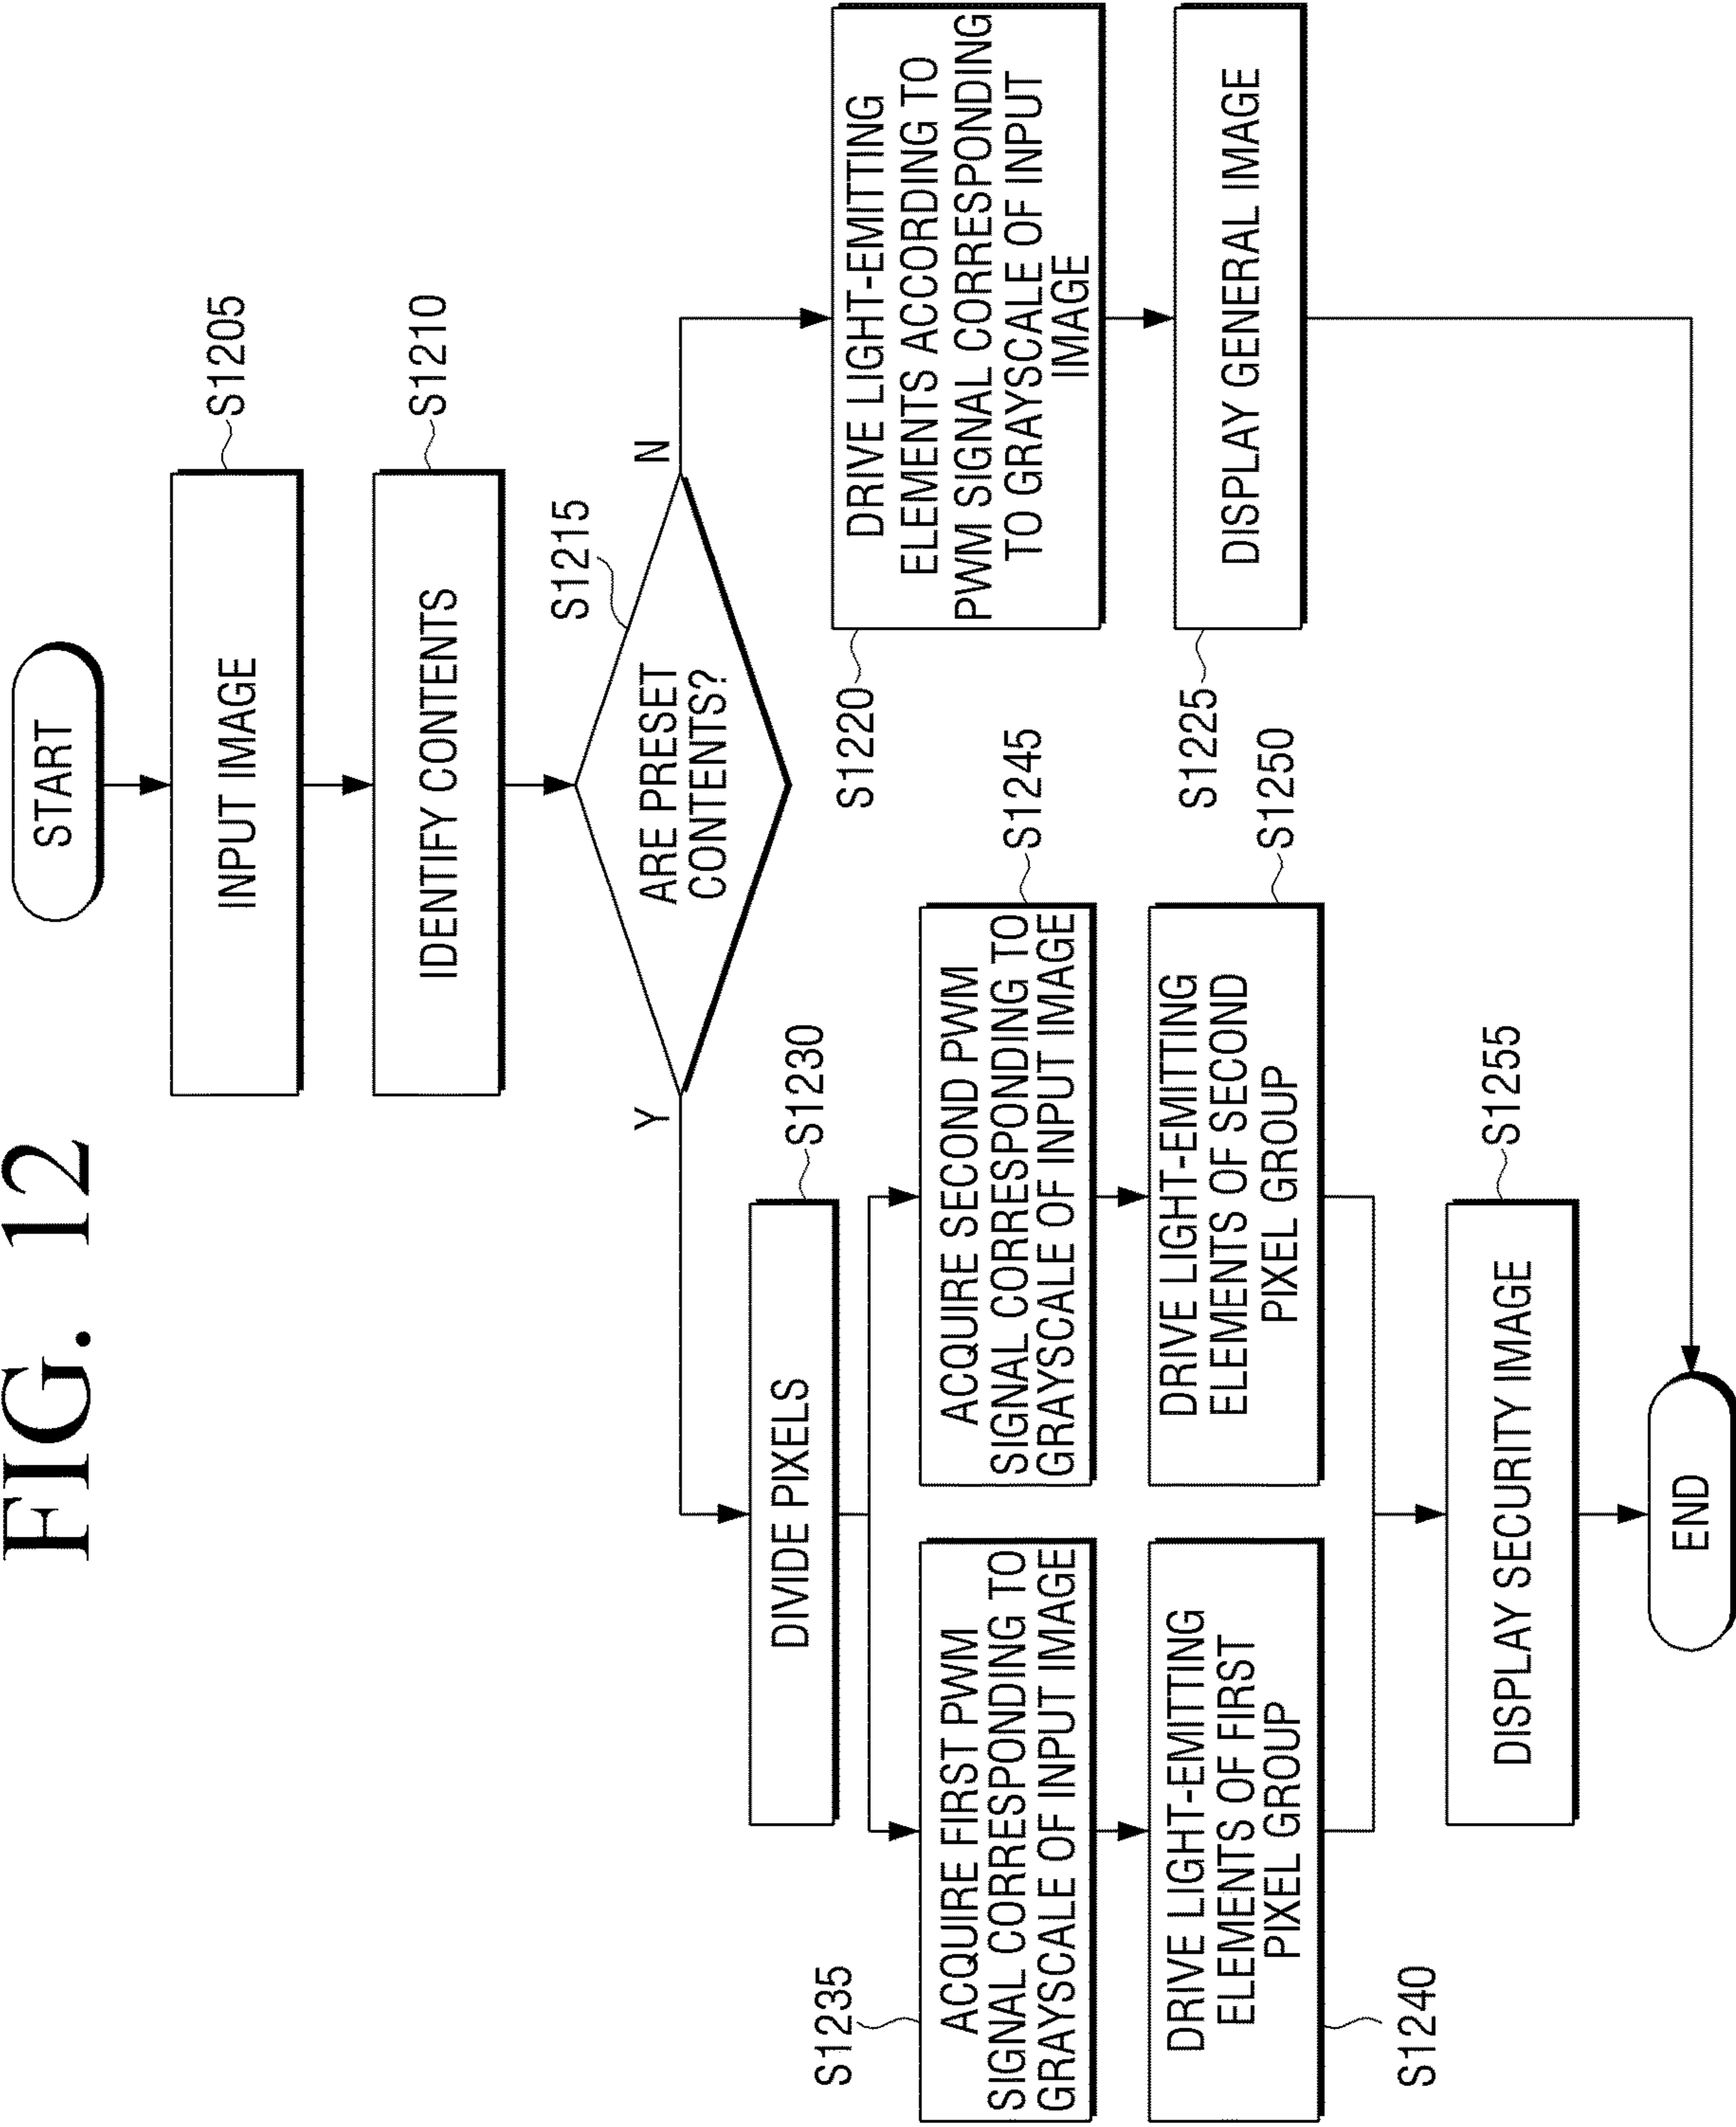 FIG. 12
START
INPUT IMAGE
S1205
IDENTIFY CONTENTS
S1210
ARE PRESET
CONTENTS?
S1215
Y
N
DIVIDE PIXELS
S1230
S1235
ACQUIRE FIRST PWM
SIGNAL CORRESPONDING TO
GRAYSCALE OF INPUT IMAGE
DRIVE LIGHT-EMITTING
ELEMENTS OF FIRST
PIXEL GROUP
S1240
ACQUIRE SECOND PWM
SIGNAL CORRESPONDING TO
GRAYSCALE OF INPUT IMAGE
S1245
DRIVE LIGHT-EMITTING
ELEMENTS OF SECOND
PIXEL GROUP
S1250
DISPLAY SECURITY IMAGE
S1255
S1220
DRIVE LIGHT-EMITTING
ELEMENTS ACCORDING TO
PWM SIGNAL CORRESPONDING
TO GRAYSCALE OF INPUT
IMAGE
S1225
DISPLAY GENERAL IMAGE
END